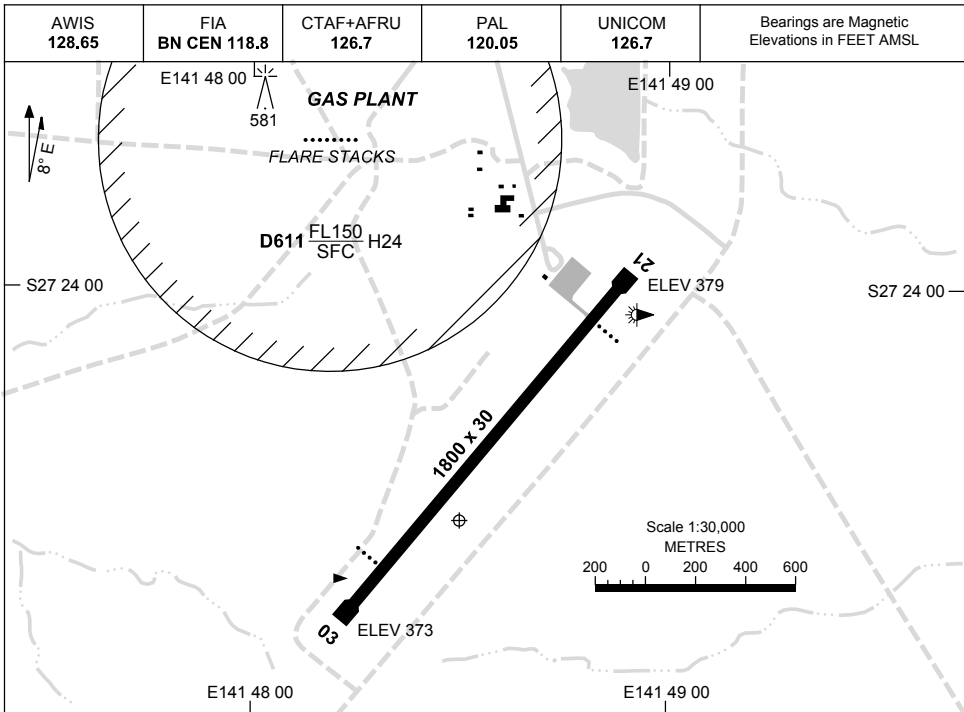 AWIS
128.65
FIA
BN CEN 118.8
CTAF+AFRU
126.7
PAL
120.05
UNICOM
126.7
Bearings are Magnetic
Elevations in FEET AMSL
E141 48 00
E141 49 00
581
GAS PLANT
FLARE STACKS
8° E
D611 FL150 H24
SFC
S27 24 00
S27 24 00
21
ELEV 379
1800 x 30
Scale 1:30,000
METRES
200 0 200 400 600
03
ELEV 373
E141 48 00
E141 49 00